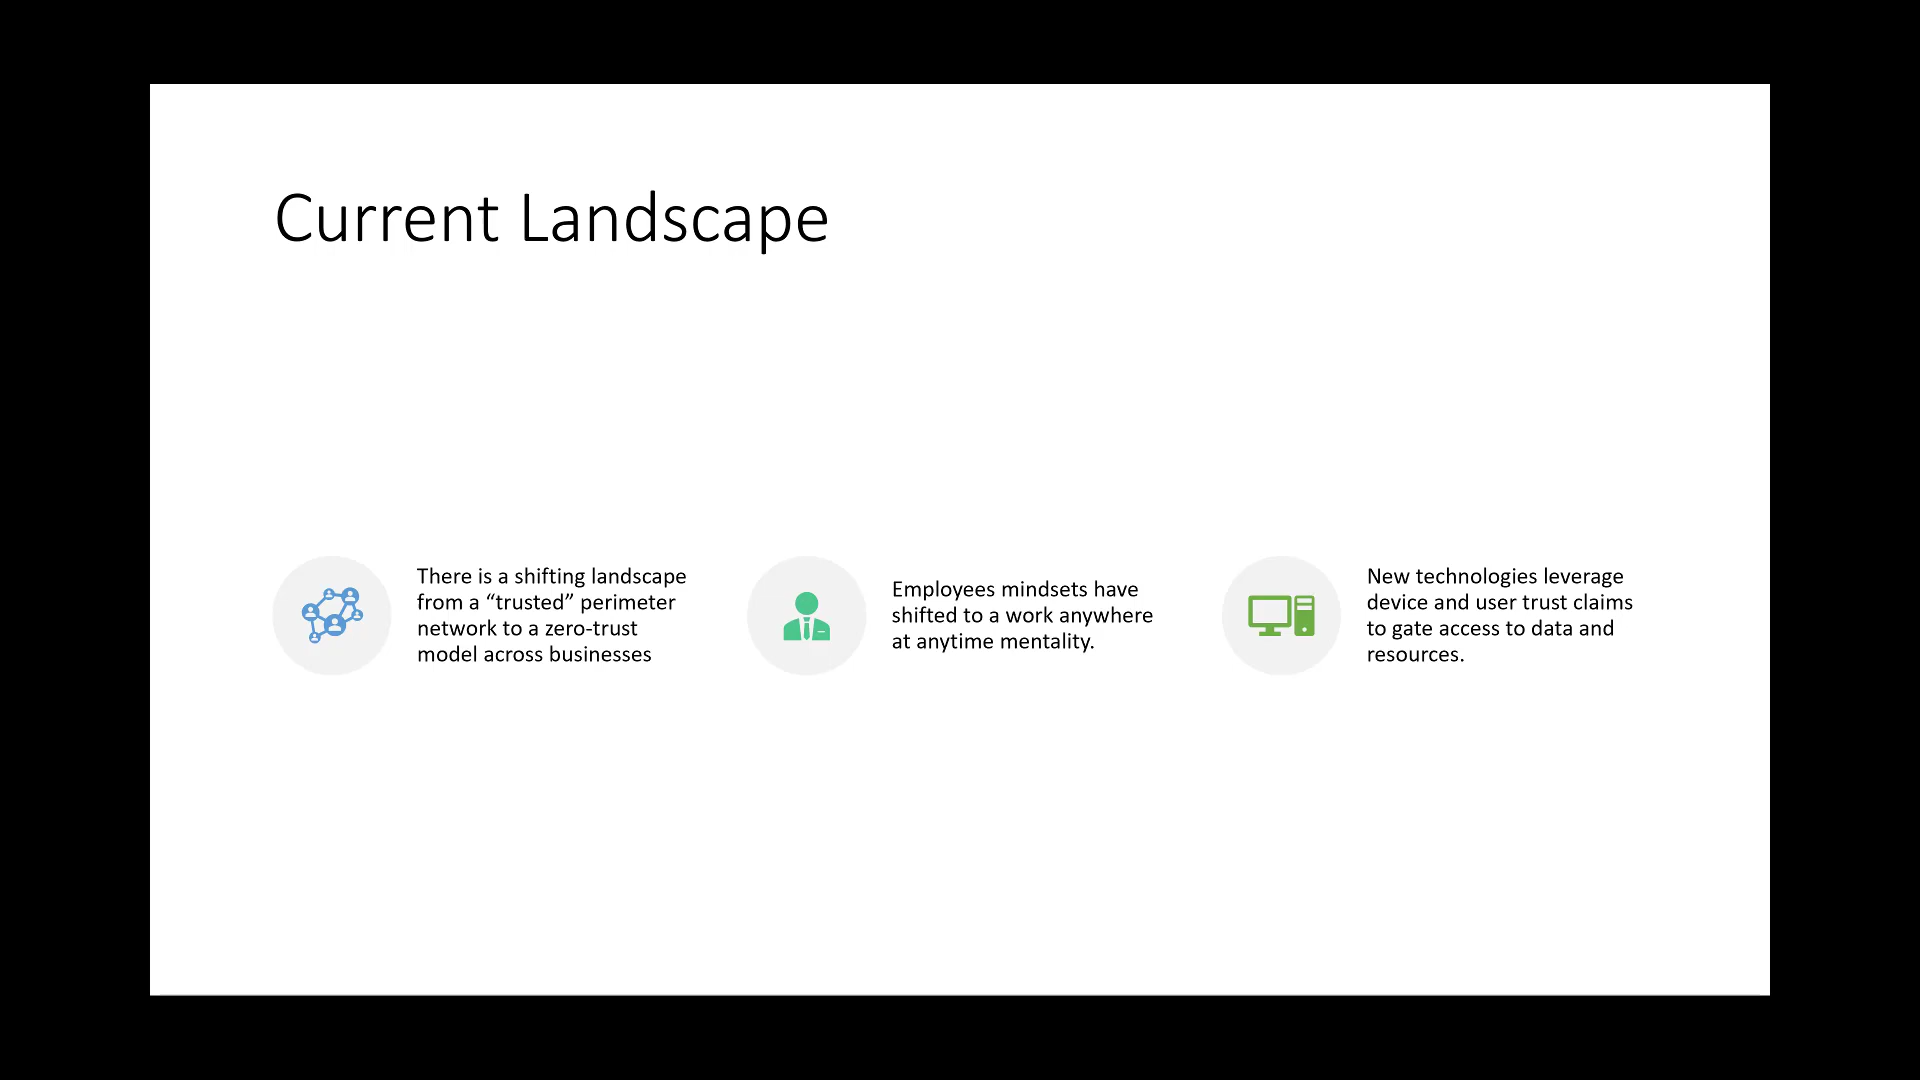 Current Landscape
There is a shifting landscape
from a “trusted” perimeter
network to a zero-trust
model across businesses
Employees mindsets have
shifted to a work anywhere
at anytime mentality.
New technologies leverage
device and user trust claims
to gate access to data and
resources.